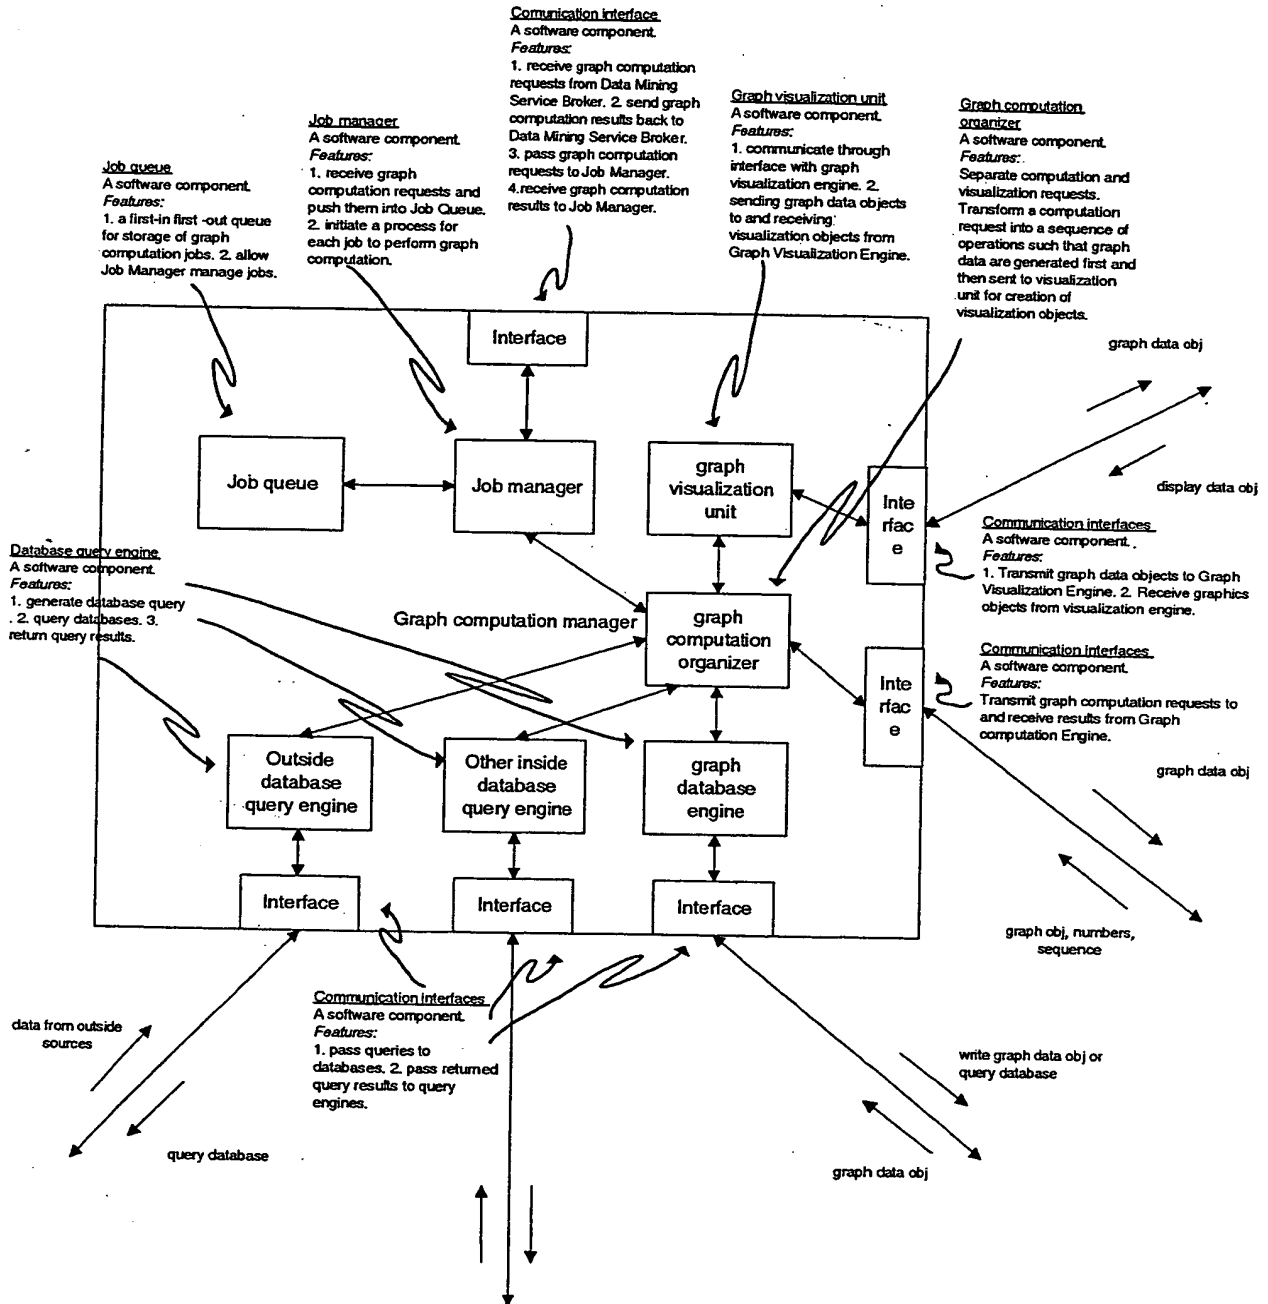 Comunication interface
A software component.
Features:
1. receive graph computation
requests from Data Mining
Service Broker. 2. send graph
computation results back to
Data Mining Service Broker.
3. pass graph computation
requests to Job Manager.
4.receive graph computation
results to Job Manager.
Graph visualization unit
A software component.
Features:
1. communicate through
interface with graph
visualization engine. 2.
sending graph data objects
to and receiving
visualization objects from
Graph Visualization Engine.
Graph computation
organizer
A software component.
Features:
Separate computation and
visualization requests.
Transform a computation
request into a sequence of
operations such that graph
data are generated first and
then sent to visualization
unit for creation of
visualization objects.
Job manager
A software component.
Features:
1. receive graph
computation requests and
push them into Job Queue.
2. initiate a process for
each job to perform graph
computation.
Job queue
A software component.
Features:
1. a first-in first -out queue
for storage of graph
computation jobs. 2. allow
Job Manager manage jobs.
Interface
graph data obj
Job queue
Job manager
graph
visualization
unit
Inte
rfac
e
display data obj
Communication interfaces
A software component.
Features:
1. Transmit graph data objects to Graph
Visualization Engine. 2. Receive graphics
objects from visualization engine.
Database query engine
A software component.
Features:
1. generate database query
. 2. query databases. 3.
return query results.
Graph computation manager
graph
computation
organizer
Inte
rfac
e
Communication interfaces
A software component.
Features:
Transmit graph computation requests to
and receive results from Graph
computation Engine.
graph data obj
Outside
database
query engine
Other inside
database
query engine
graph
database
engine
Interface
Interface
Interface
graph obj, numbers,
sequence
Communication interfaces
A software component.
Features:
1. pass queries to
databases. 2. pass returned
query results to query
engines.
data from outside
sources
query database
write graph data obj or
query database
graph data obj